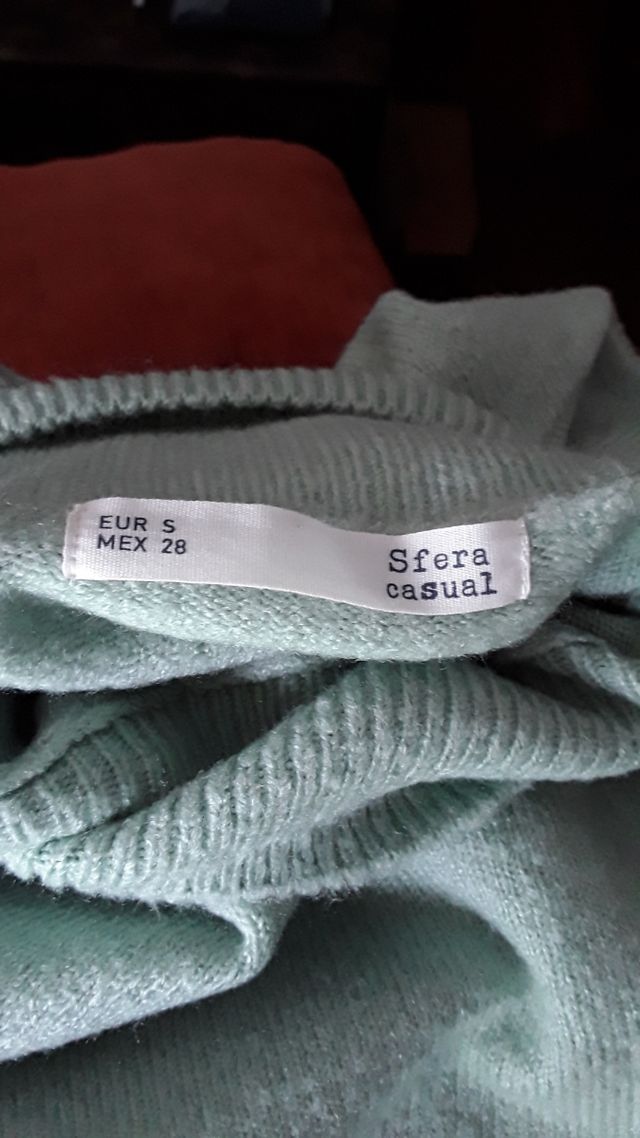 EUR S
MEX 28
Sfera
casual